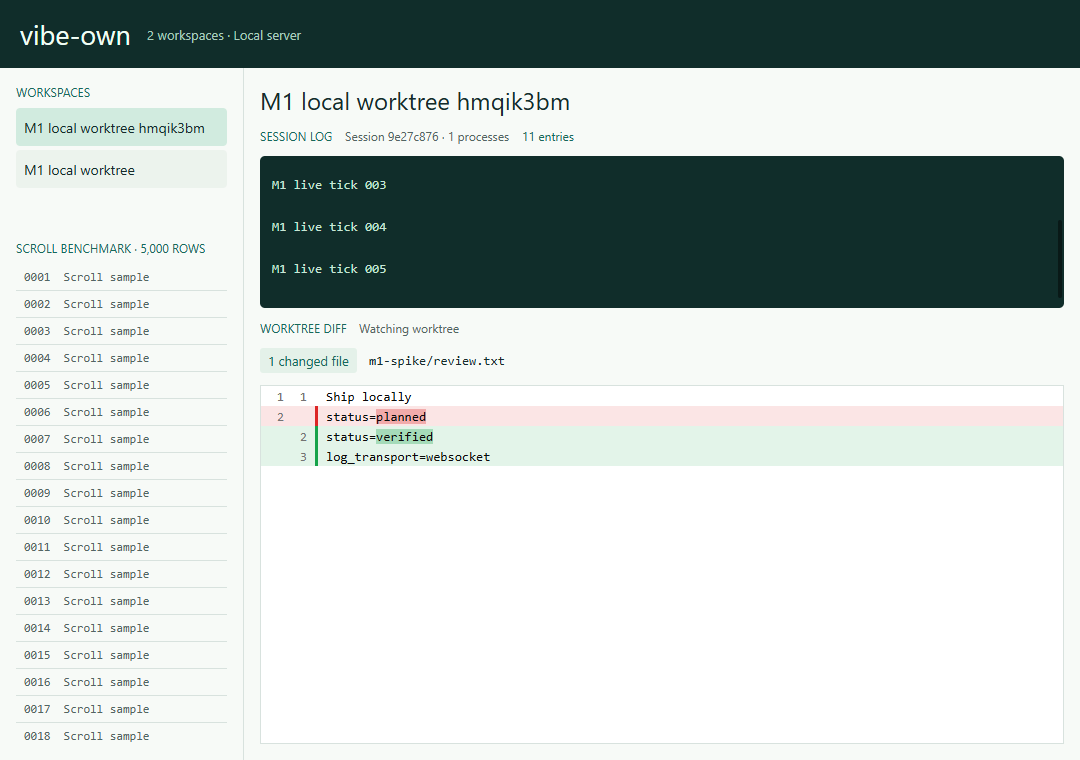 vibe-own 2 workspaces · Local server
WORKSPACES
M1 local worktree hmqik3bm
M1 local worktree
SCROLL BENCHMARK · 5,000 ROWS
0001 Scroll sample
0002 Scroll sample
0003 Scroll sample
0004 Scroll sample
0005 Scroll sample
0006 Scroll sample
0007 Scroll sample
0008 Scroll sample
0009 Scroll sample
0010 Scroll sample
0011 Scroll sample
0012 Scroll sample
0013 Scroll sample
0014 Scroll sample
0015 Scroll sample
0016 Scroll sample
0017 Scroll sample
0018 Scroll sample
M1 local worktree hmqik3bm
SESSION LOG Session 9e27c876 · 1 processes 11 entries
M1 live tick 003
M1 live tick 004
M1 live tick 005
WORKTREE DIFF Watching worktree
1 changed file m1-spike/review.txt
1 1 Ship locally
2 status=planned
2 status=verified
3 log_transport=websocket